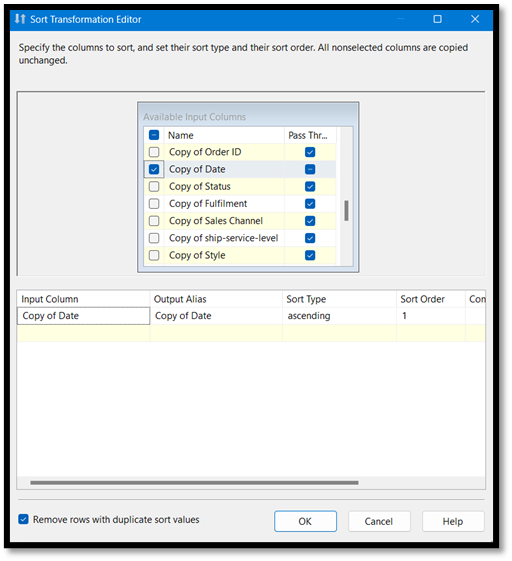 Sort Transformation Editor
Specify the columns to sort, and set their sort type and their sort order. All nonselected columns are copied
unchanged.
Available Input Columns
Name Pass Thr...
Copy of Order ID
Copy of Date
Copy of Status
Copy of Fulfilment
Copy of Sales Channel
Copy of ship-service-level
Copy of Style
Input Column Output Alias Sort Type Sort Order Con
Copy of Date Copy of Date ascending 1
Remove rows with duplicate sort values OK Cancel Help